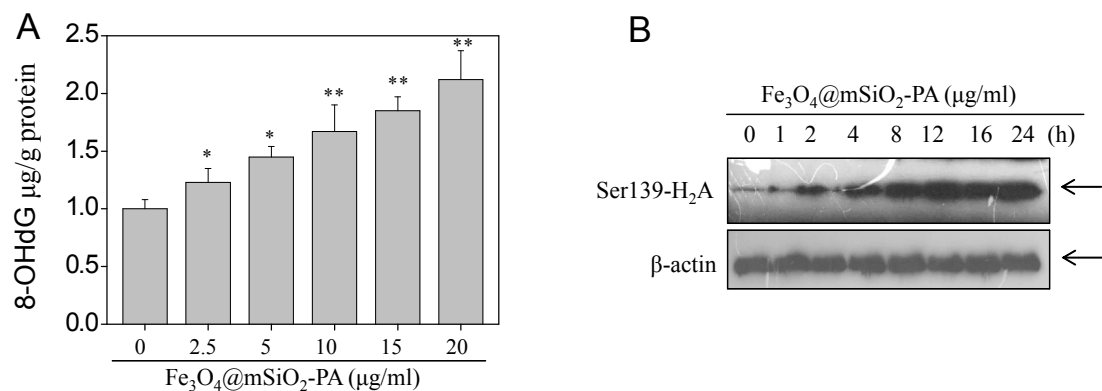 A
B
2.5
2.0
1.5
1.0
0.5
0.0
8-OHdG μg/g protein
*
*
**
**
**
0 2.5 5 10 15 20
Fe₃O₄@mSiO₂-PA (μg/ml)
Fe₃O₄@mSiO₂-PA (μg/ml)
0 1 2 4 8 12 16 24 (h)
Ser139-H₂A
β-actin